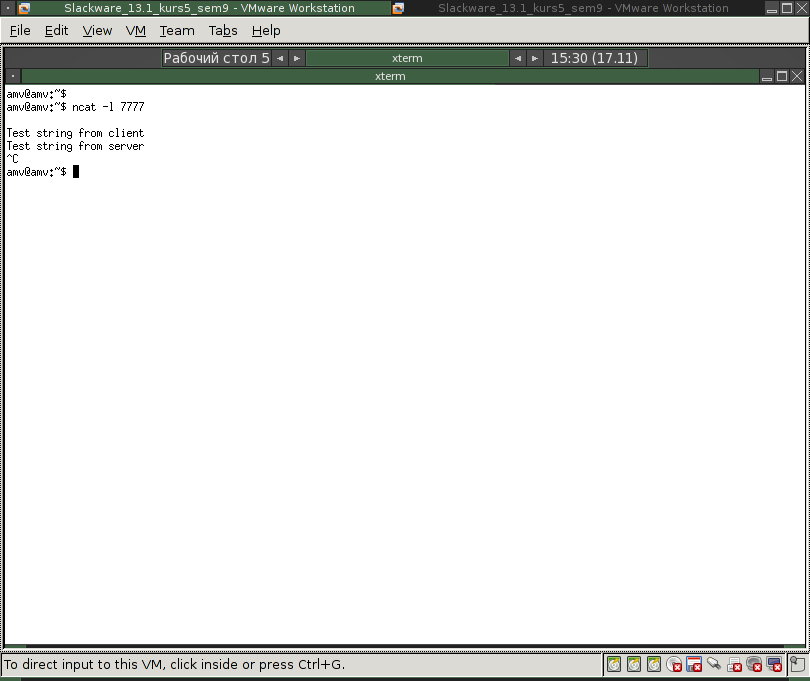 Slackware_13.1_kurs5_sem9 - VMware Workstation
Slackware_13.1_kurs5_sem9 - VMware Workstation
File Edit View VM Team Tabs Help
Рабочий стол 5 xterm 15:30 (17.11)
xterm
amv@amv:~$
amv@amv:~$ ncat -l 7777
Test string from client
Test string from server
^C
amv@amv:~$
To direct input to this VM, click inside or press Ctrl+G.